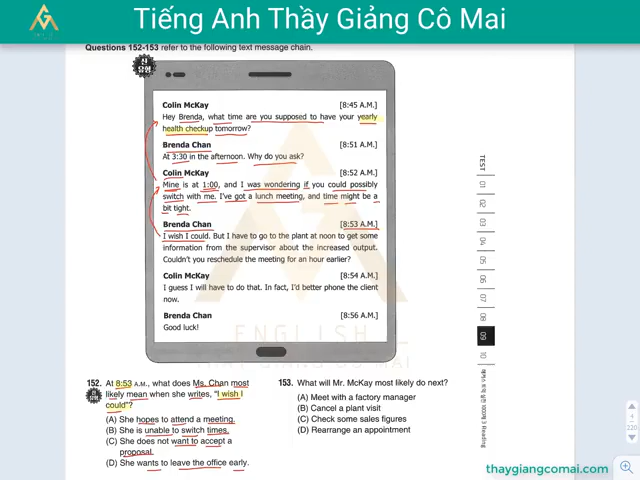 Tiếng Anh Thầy Giảng Cô Mai
Questions 152-153 refer to the following text message chain.
신
유형
Colin McKay [8:45 A.M.]
Hey Brenda, what time are you supposed to have your yearly
health checkup tomorrow?
Brenda Chan [8:51 A.M.]
At 3:30 in the afternoon. Why do you ask?
Colin McKay [8:52 A.M.]
Mine is at 1:00, and I was wondering if you could possibly
switch with me. I've got a lunch meeting, and time might be a
bit tight.
Brenda Chan [8:53 A.M.]
I wish I could. But I have to go to the plant at noon to get some
information from the supervisor about the increased output.
Couldn't you reschedule the meeting for an hour earlier?
Colin McKay [8:54 A.M.]
I guess I will have to do that. In fact, I'd better phone the client
now.
Brenda Chan [8:56 A.M.]
Good luck!
ENGLISH
152. At 8:53 A.M., what does Ms. Chan most
likely mean when she writes, "I wish I
could"?
(A) She hopes to attend a meeting.
(B) She is unable to switch times.
(C) She does not want to accept a
proposal.
(D) She wants to leave the office early.
153. What will Mr. McKay most likely do next?
(A) Meet with a factory manager
(B) Cancel a plant visit
(C) Check some sales figures
(D) Rearrange an appointment
TEST
01
02
03
04
05
06
07
08
09
10
Reading
4
220
thaygiangcomai.com